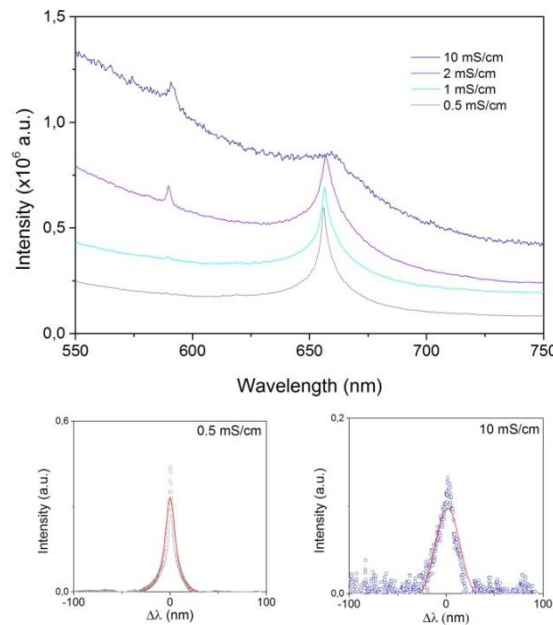 1,5
1,0
0,5
0,0
Intensity (x10⁶ a.u.)
10 mS/cm
2 mS/cm
1 mS/cm
0.5 mS/cm
550 600 650 700 750
Wavelength (nm)
0,6
0.5 mS/cm
Intensity (a.u.)
0,0
-100 0 100
Δλ (nm)
0,2
10 mS/cm
Intensity (a.u.)
0,0
-100 -50 0 50 100
Δλ (nm)